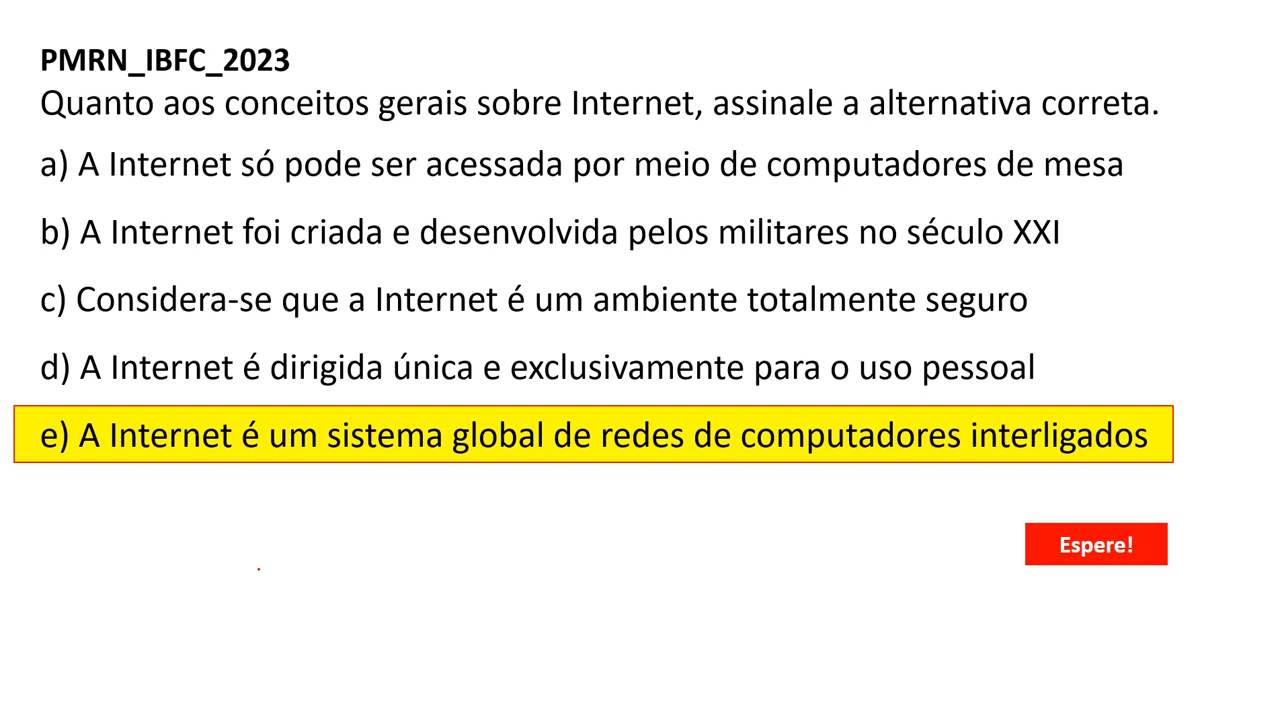 PMRN_IBFC_2023
Quanto aos conceitos gerais sobre Internet, assinale a alternativa correta.
a) A Internet só pode ser acessada por meio de computadores de mesa
b) A Internet foi criada e desenvolvida pelos militares no século XXI
c) Considera-se que a Internet é um ambiente totalmente seguro
d) A Internet é dirigida única e exclusivamente para o uso pessoal
e) A Internet é um sistema global de redes de computadores interligados
Espere!